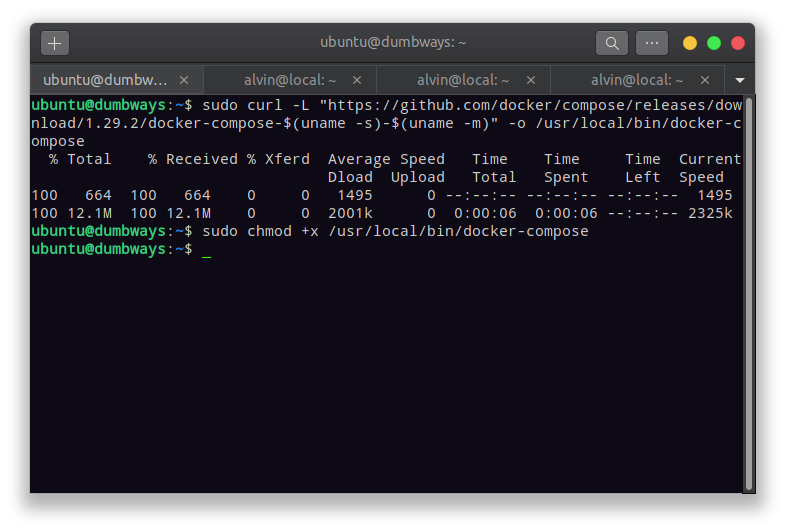 ubuntu@dumbways: ~
ubuntu@dumbw... × alvin@local: ~ × alvin@local: ~ × alvin@local: ~ ×
ubuntu@dumbways:~$ sudo curl -L "https://github.com/docker/compose/releases/dow
nload/1.29.2/docker-compose-$(uname -s)-$(uname -m)" -o /usr/local/bin/docker-c
ompose
  % Total    % Received % Xferd  Average Speed   Time    Time     Time  Current
                                 Dload  Upload   Total   Spent    Left  Speed
100   664  100   664    0     0   1495      0 --:--:-- --:--:-- --:--:--  1495
100 12.1M  100 12.1M    0     0  2001k      0  0:00:06  0:00:06 --:--:-- 2325k
ubuntu@dumbways:~$ sudo chmod +x /usr/local/bin/docker-compose
ubuntu@dumbways:~$ _